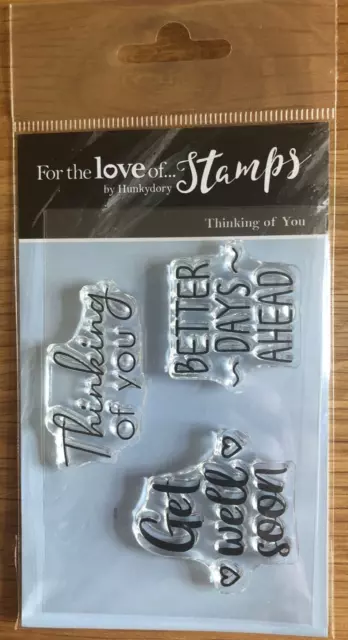 For the love of... Stamps
by Hunkydory
Thinking of You
Thinking
of you
BETTER
DAYS
AHEAD
Get
well
soon